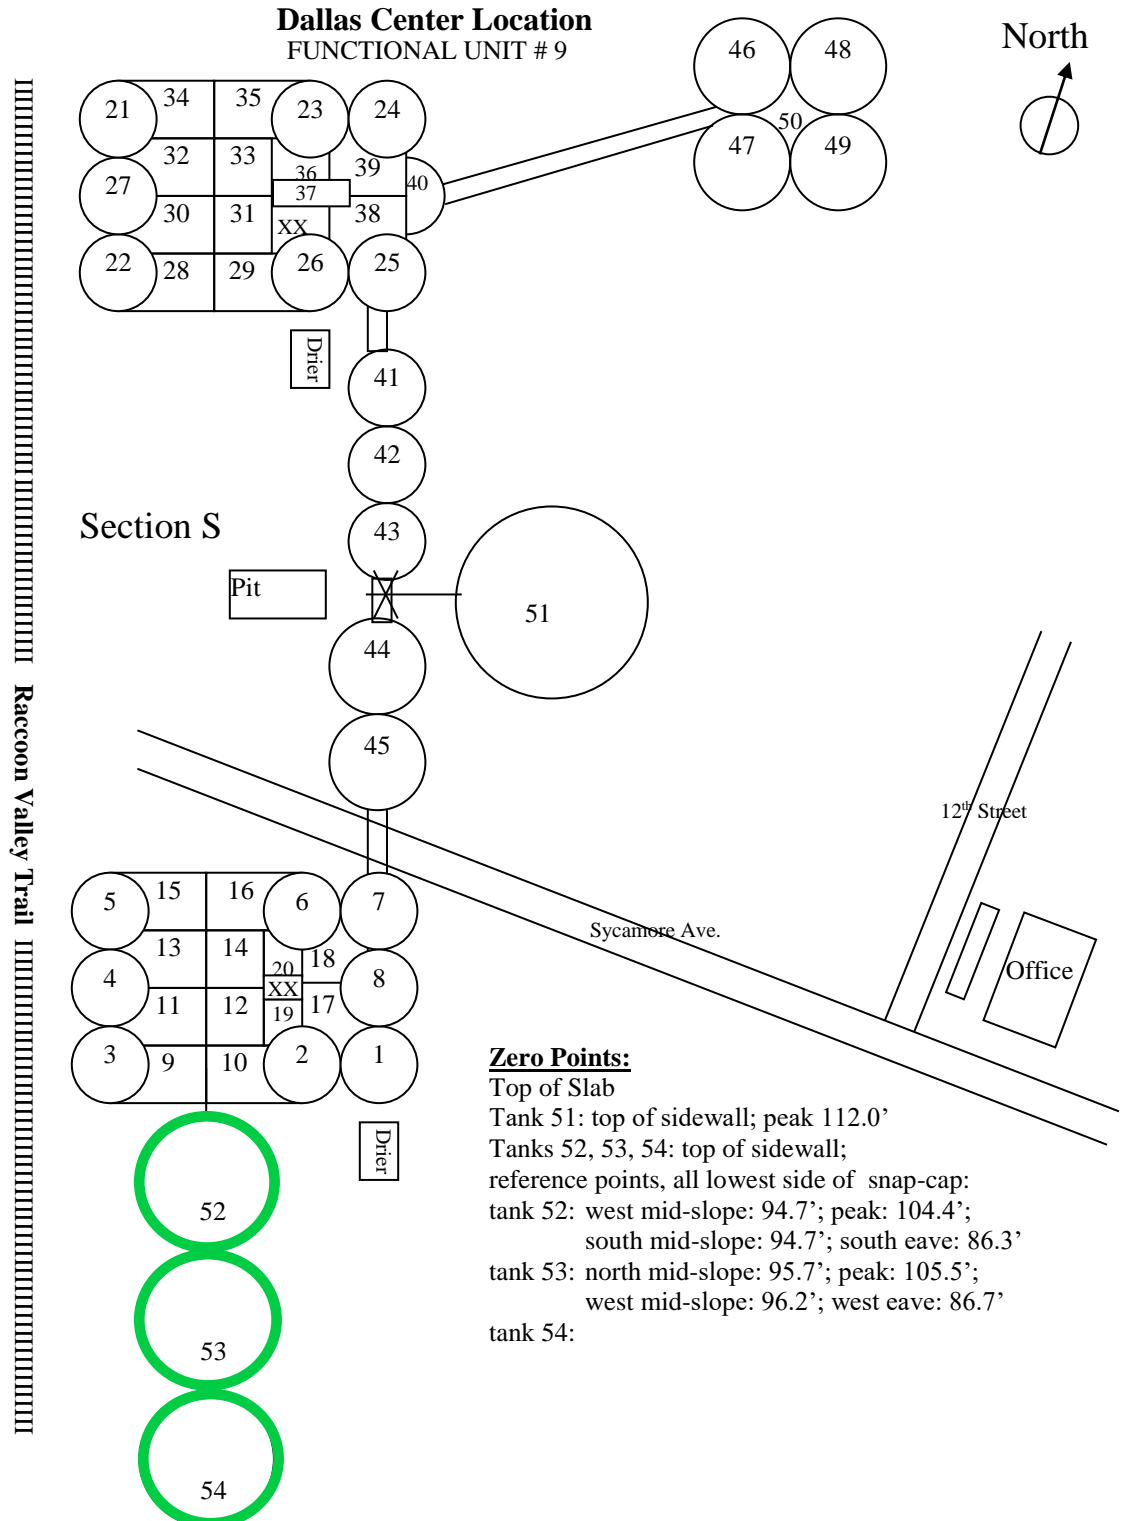 Dallas Center Location
FUNCTIONAL UNIT # 9
North
46
48
50
47
49
21
34
35
23
24
32
33
36
39
27
37
40
30
31
XX
38
22
28
29
26
25
Drier
41
42
43
Section S
Pit
51
44
45
Raccoon Valley Trail
12th Street
Sycamore Ave.
Office
5
15
16
6
7
13
14
20
18
4
XX
8
11
12
19
17
3
9
10
2
1
Drier
52
53
54
Zero Points:
Top of Slab
Tank 51: top of sidewall; peak 112.0’
Tanks 52, 53, 54: top of sidewall;
reference points, all lowest side of snap-cap:
tank 52: west mid-slope: 94.7’; peak: 104.4’;
south mid-slope: 94.7’; south eave: 86.3’
tank 53: north mid-slope: 95.7’; peak: 105.5’;
west mid-slope: 96.2’; west eave: 86.7’
tank 54: